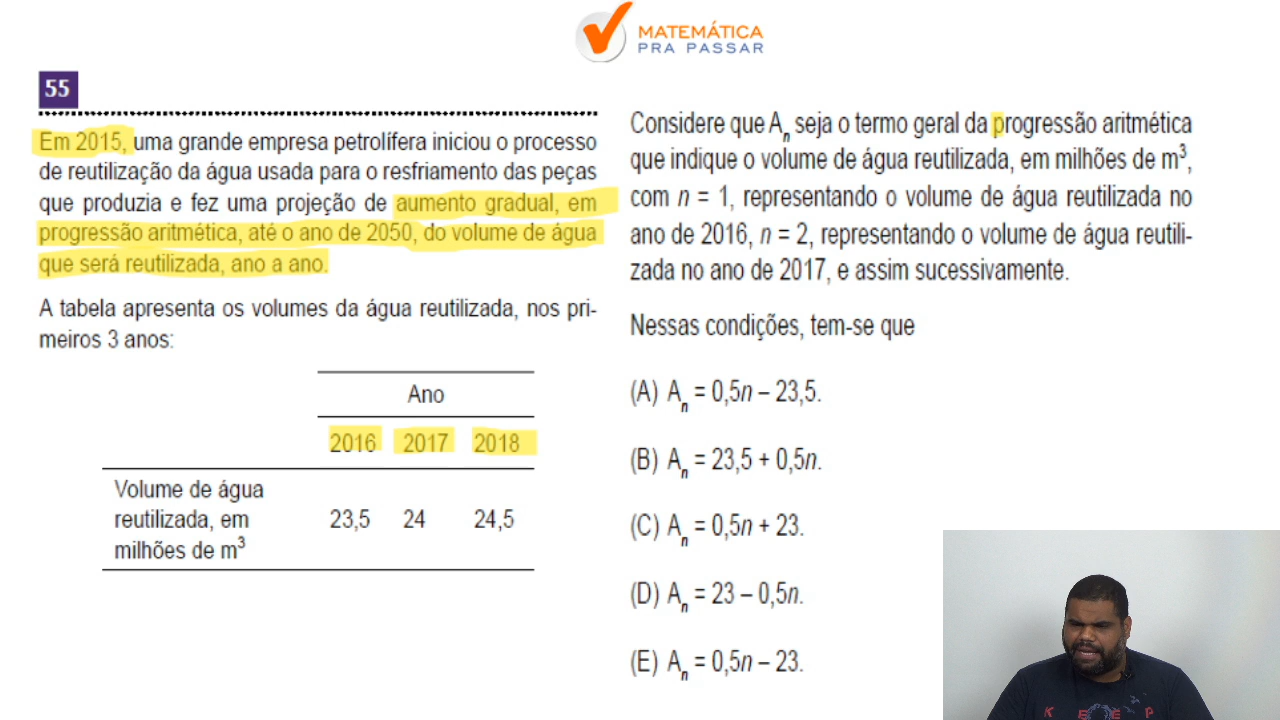 MATEMÁTICA
PRA PASSAR
55
Em 2015, uma grande empresa petrolífera iniciou o processo
de reutilização da água usada para o resfriamento das peças
que produzia e fez uma projeção de aumento gradual, em
progressão aritmética, até o ano de 2050, do volume de água
que será reutilizada, ano a ano.
A tabela apresenta os volumes da água reutilizada, nos pri-
meiros 3 anos:
Ano
2016 2017 2018
Volume de água
reutilizada, em 23,5 24 24,5
milhões de m³
Considere que Aₙ seja o termo geral da progressão aritmética
que indique o volume de água reutilizada, em milhões de m³,
com n = 1, representando o volume de água reutilizada no
ano de 2016, n = 2, representando o volume de água reutili-
zada no ano de 2017, e assim sucessivamente.
Nessas condições, tem-se que
(A) Aₙ = 0,5n – 23,5.
(B) Aₙ = 23,5 + 0,5n.
(C) Aₙ = 0,5n + 23.
(D) Aₙ = 23 – 0,5n.
(E) Aₙ = 0,5n – 23.